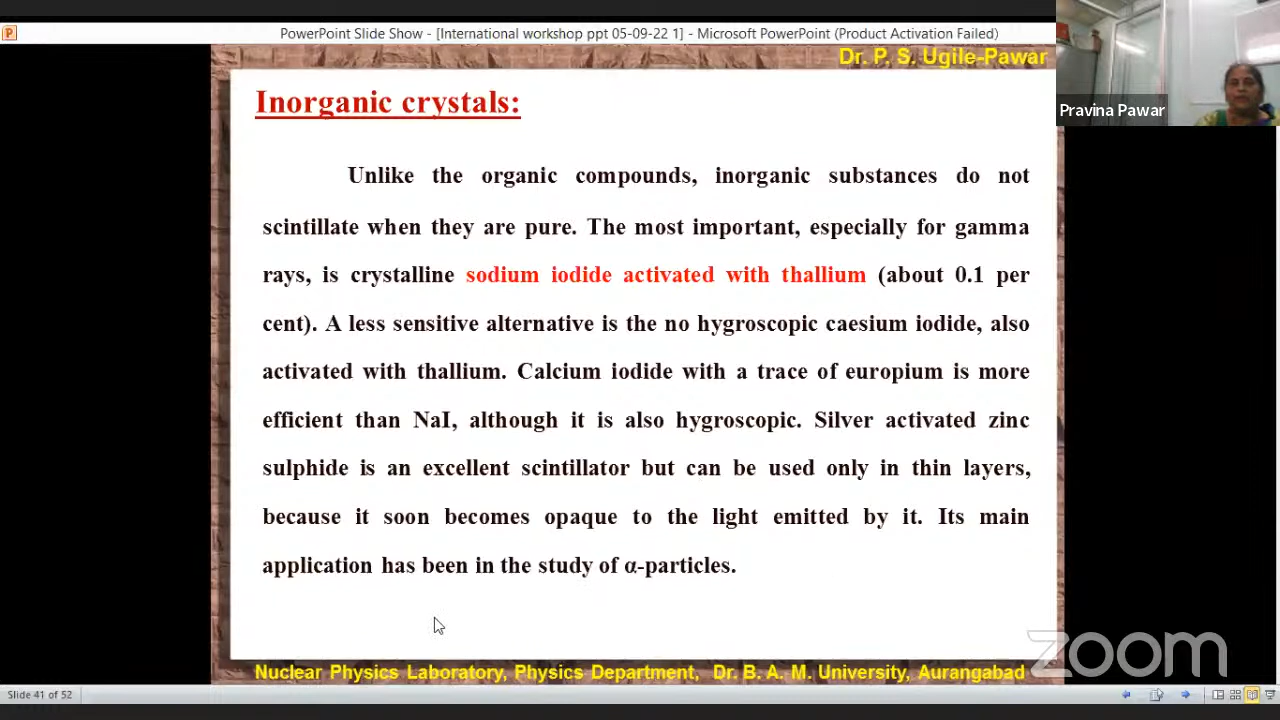 PowerPoint Slide Show - [International workshop ppt 05-09-22 1] - Microsoft PowerPoint (Product Activation Failed)
Dr. P. S. Ugile-Pawar
Pravina Pawar
Inorganic crystals:
Unlike the organic compounds, inorganic substances do not
scintillate when they are pure. The most important, especially for gamma
rays, is crystalline sodium iodide activated with thallium (about 0.1 per
cent). A less sensitive alternative is the no hygroscopic caesium iodide, also
activated with thallium. Calcium iodide with a trace of europium is more
efficient than NaI, although it is also hygroscopic. Silver activated zinc
sulphide is an excellent scintillator but can be used only in thin layers,
because it soon becomes opaque to the light emitted by it. Its main
application has been in the study of α-particles.
zoom
Nuclear Physics Laboratory, Physics Department, Dr. B. A. M. University, Aurangabad
Slide 41 of 52